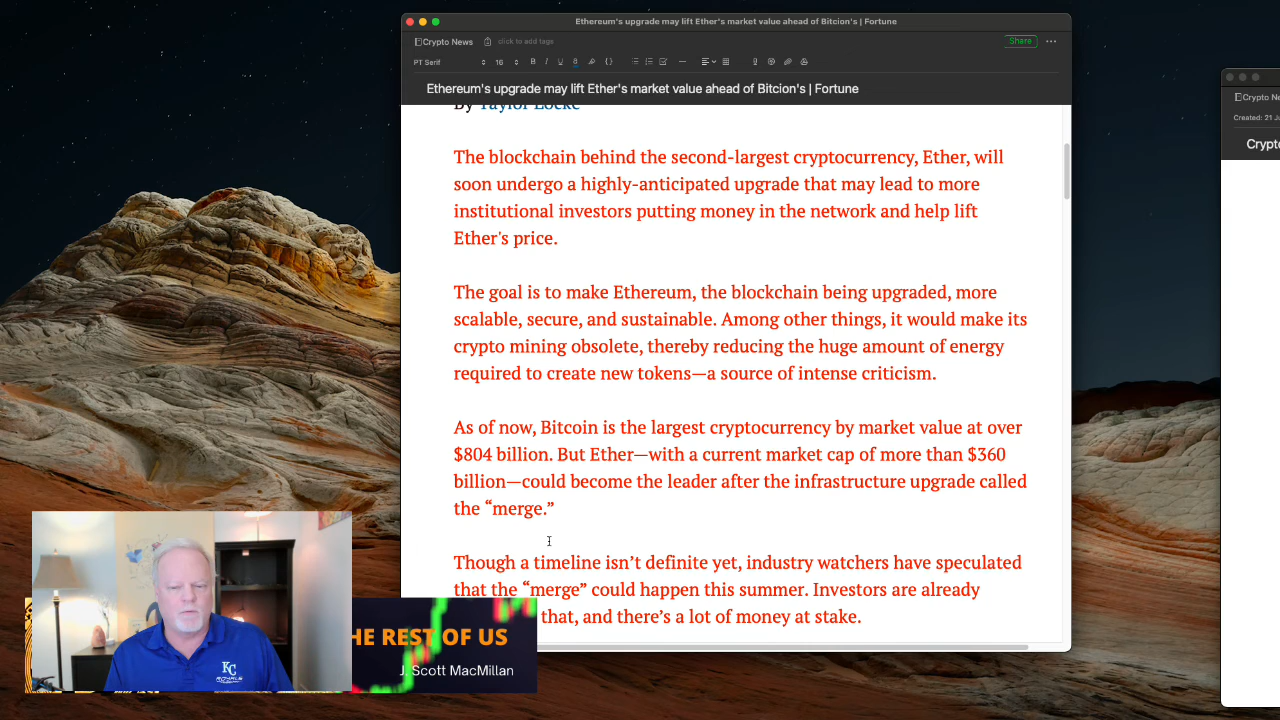 Ethereum's upgrade may lift Ether's market value ahead of Bitcion's | Fortune
Crypto News click to add tags Share
PT Serif 16 B I U
Ethereum's upgrade may lift Ether's market value ahead of Bitcion's | Fortune
By Taylor Locke
The blockchain behind the second-largest cryptocurrency, Ether, will
soon undergo a highly-anticipated upgrade that may lead to more
institutional investors putting money in the network and help lift
Ether's price.
The goal is to make Ethereum, the blockchain being upgraded, more
scalable, secure, and sustainable. Among other things, it would make its
crypto mining obsolete, thereby reducing the huge amount of energy
required to create new tokens—a source of intense criticism.
As of now, Bitcoin is the largest cryptocurrency by market value at over
$804 billion. But Ether—with a current market cap of more than $360
billion—could become the leader after the infrastructure upgrade called
the “merge.”
Though a timeline isn’t definite yet, industry watchers have speculated
that the “merge” could happen this summer. Investors are already
that, and there’s a lot of money at stake.
Crypto Ne
Created: 21 Ju
Crypto
HE REST OF US
J. Scott MacMillan
KC
ROYALS